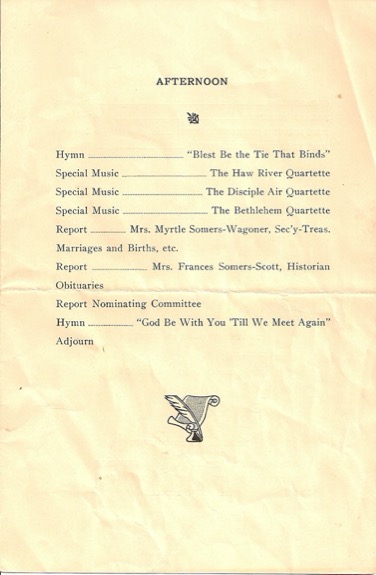 AFTERNOON
Hymn ........................ "Blest Be the Tie That Binds"
Special Music ........................ The Haw River Quartette
Special Music ........................ The Disciple Air Quartette
Special Music ........................ The Bethlehem Quartette
Report ............ Mrs. Myrtle Somers-Wagoner, Sec'y-Treas.
Marriages and Births, etc.
Report ................ Mrs. Frances Somers-Scott, Historian
Obituaries
Report Nominating Committee
Hymn ............ "God Be With You 'Till We Meet Again"
Adjourn